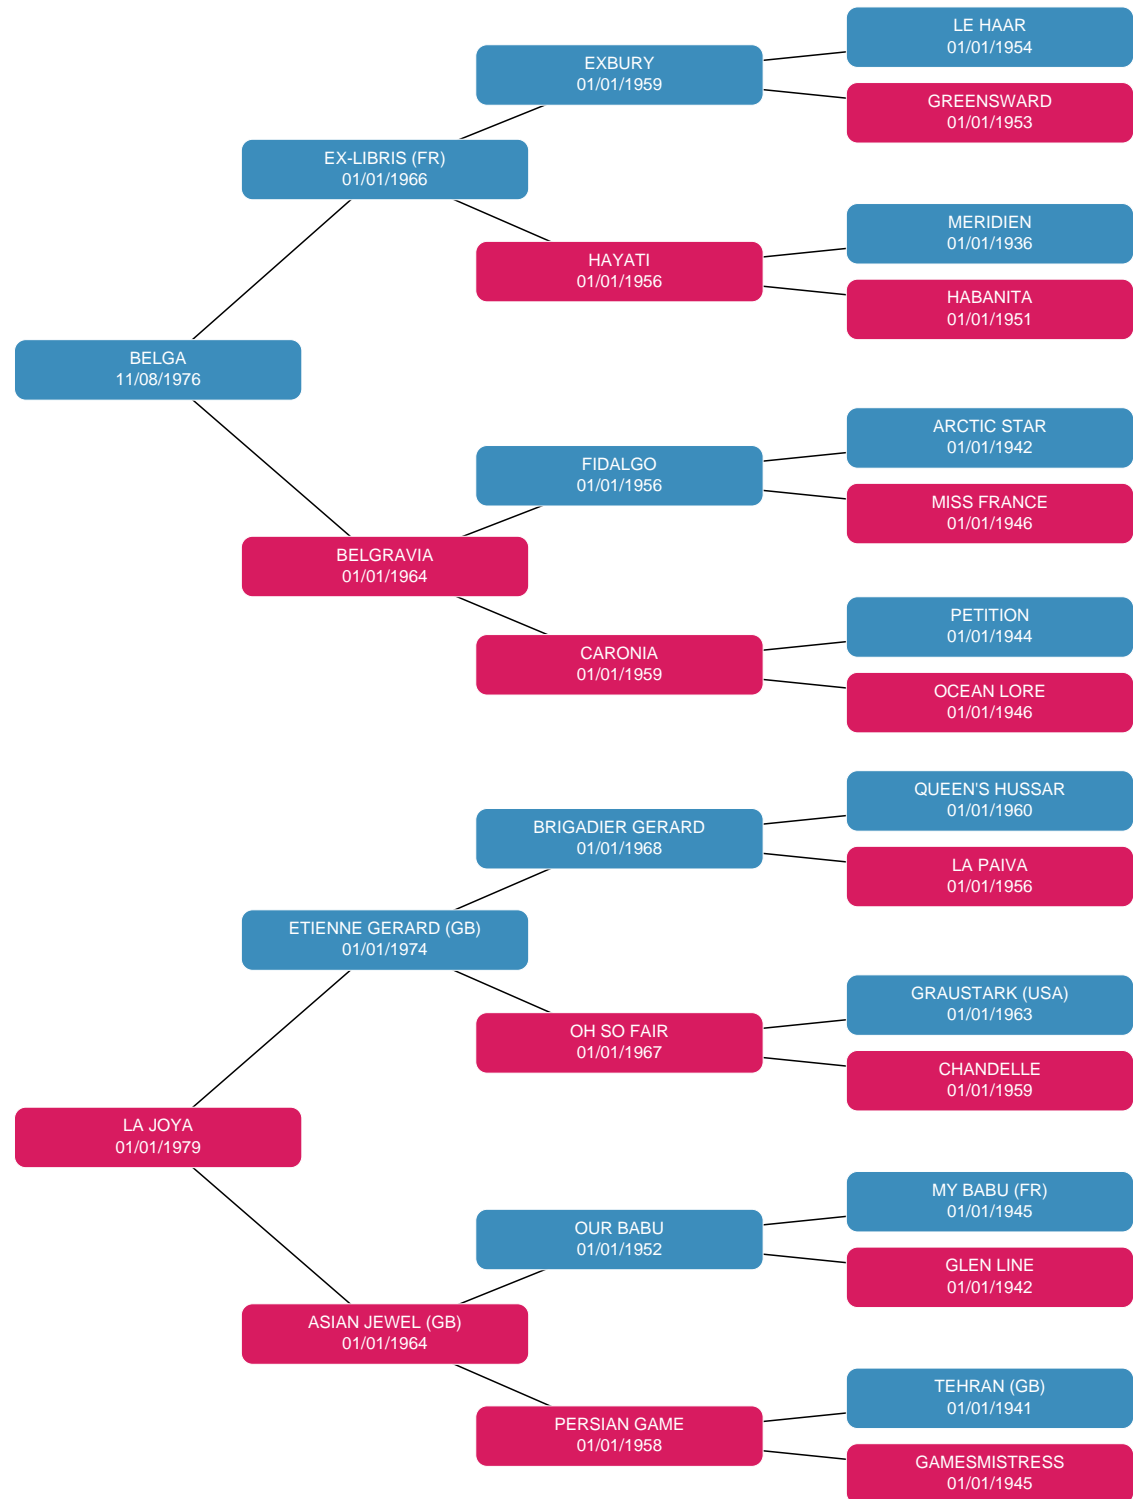 LE HAAR
01/01/1954
EXBURY
01/01/1959
GREENSWARD
01/01/1953
EX-LIBRIS (FR)
01/01/1966
MERIDIEN
01/01/1936
HAYATI
01/01/1956
HABANITA
01/01/1951
BELGA
11/08/1976
ARCTIC STAR
01/01/1942
FIDALGO
01/01/1956
MISS FRANCE
01/01/1946
BELGRAVIA
01/01/1964
PETITION
01/01/1944
CARONIA
01/01/1959
OCEAN LORE
01/01/1946
QUEEN'S HUSSAR
01/01/1960
BRIGADIER GERARD
01/01/1968
LA PAIVA
01/01/1956
ETIENNE GERARD (GB)
01/01/1974
GRAUSTARK (USA)
01/01/1963
OH SO FAIR
01/01/1967
CHANDELLE
01/01/1959
LA JOYA
01/01/1979
MY BABU (FR)
01/01/1945
OUR BABU
01/01/1952
GLEN LINE
01/01/1942
ASIAN JEWEL (GB)
01/01/1964
TEHRAN (GB)
01/01/1941
PERSIAN GAME
01/01/1958
GAMESMISTRESS
01/01/1945